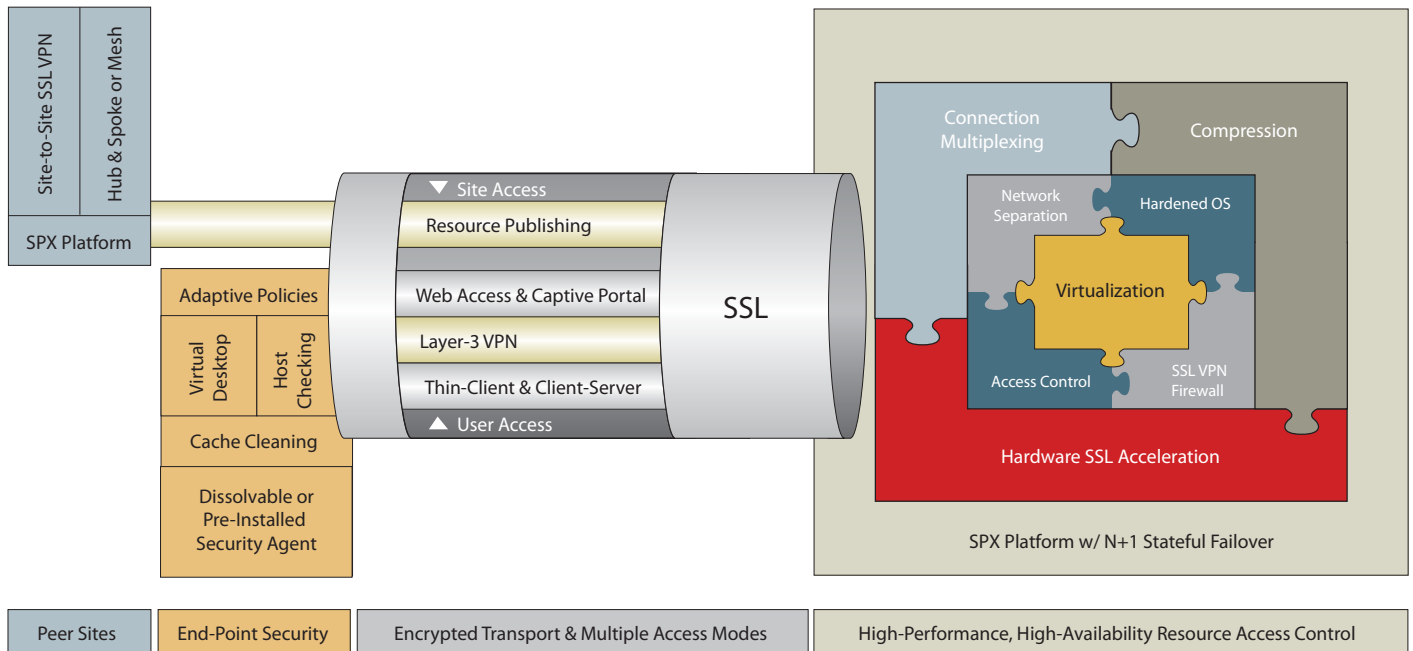 Site-to-Site SSL VPN
Hub & Spoke or Mesh
SPX Platform
Adaptive Policies
Virtual
Desktop
Host
Checking
Cache Cleaning
Dissolvable or
Pre-Installed
Security Agent
Site Access
Resource Publishing
Web Access & Captive Portal
Layer-3 VPN
Thin-Client & Client-Server
User Access
SSL
Connection
Multiplexing
Compression
Network
Separation
Hardened OS
Virtualization
Access Control
SSL VPN
Firewall
Hardware SSL Acceleration
SPX Platform w/ N+1 Stateful Failover
Peer Sites
End-Point Security
Encrypted Transport & Multiple Access Modes
High-Performance, High-Availability Resource Access Control